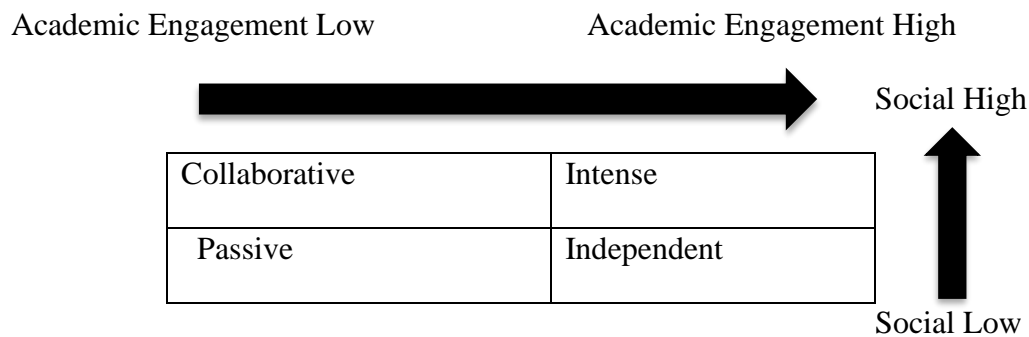 Academic Engagement Low Academic Engagement High
Social High
Collaborative Intense
Passive Independent
Social Low